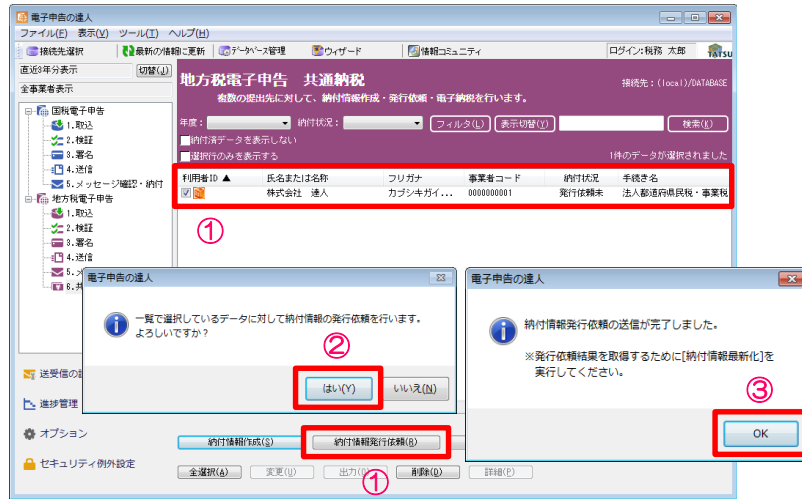 電子申告の達人
ファイル(F) 表示(V) ツール(T) ヘルプ(H)
接続先選択 最新の情報に更新 データベース管理 ウィザード 情報コミュニティ ログイン:税務 太郎 TATSU
直近3年分表示 切替(J)
全事業者表示
国税電子申告
1.取込
2.検証
3.署名
4.送信
5.メッセージ確認・納付
地方税電子申告
1.取込
2.検証
3.署名
4.送信
5.メ
6.共
送受信の
進捗管理
オプション
セキュリティ例外設定
地方税電子申告 共通納税
接続先:(local)/DATABASE
複数の提出先に対して、納付情報作成・発行依頼・電子納税を行います。
年度: 納付状況: フィルタ(L) 表示切替(Y) 検索(K)
納付済データを表示しない
選択行のみを表示する 1件のデータが選択されました
利用者ID ▲ 氏名または名称 フリガナ 事業者コード 納付状況 手続き名
株式会社 達人 カブシキガイ... 0000000001 発行依頼未 法人都道府県民税・事業税
①
電子申告の達人
一覧で選択しているデータに対して納付情報の発行依頼を行います。
よろしいですか?
②
はい(Y) いいえ(N)
電子申告の達人
納付情報発行依頼の送信が完了しました。
※発行依頼結果を取得するために[納付情報最新化]を
実行してください。
③
OK
納付情報作成(S) 納付情報発行依頼(R)
全選択(A) 変更(U) 出力( 削除(D) 詳細(P)
①